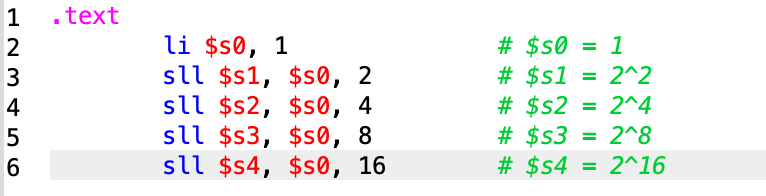 1 .text
2 li $s0, 1 # $s0 = 1
3 sll $s1, $s0, 2 # $s1 = 2^2
4 sll $s2, $s0, 4 # $s2 = 2^4
5 sll $s3, $s0, 8 # $s3 = 2^8
6 sll $s4, $s0, 16 # $s4 = 2^16